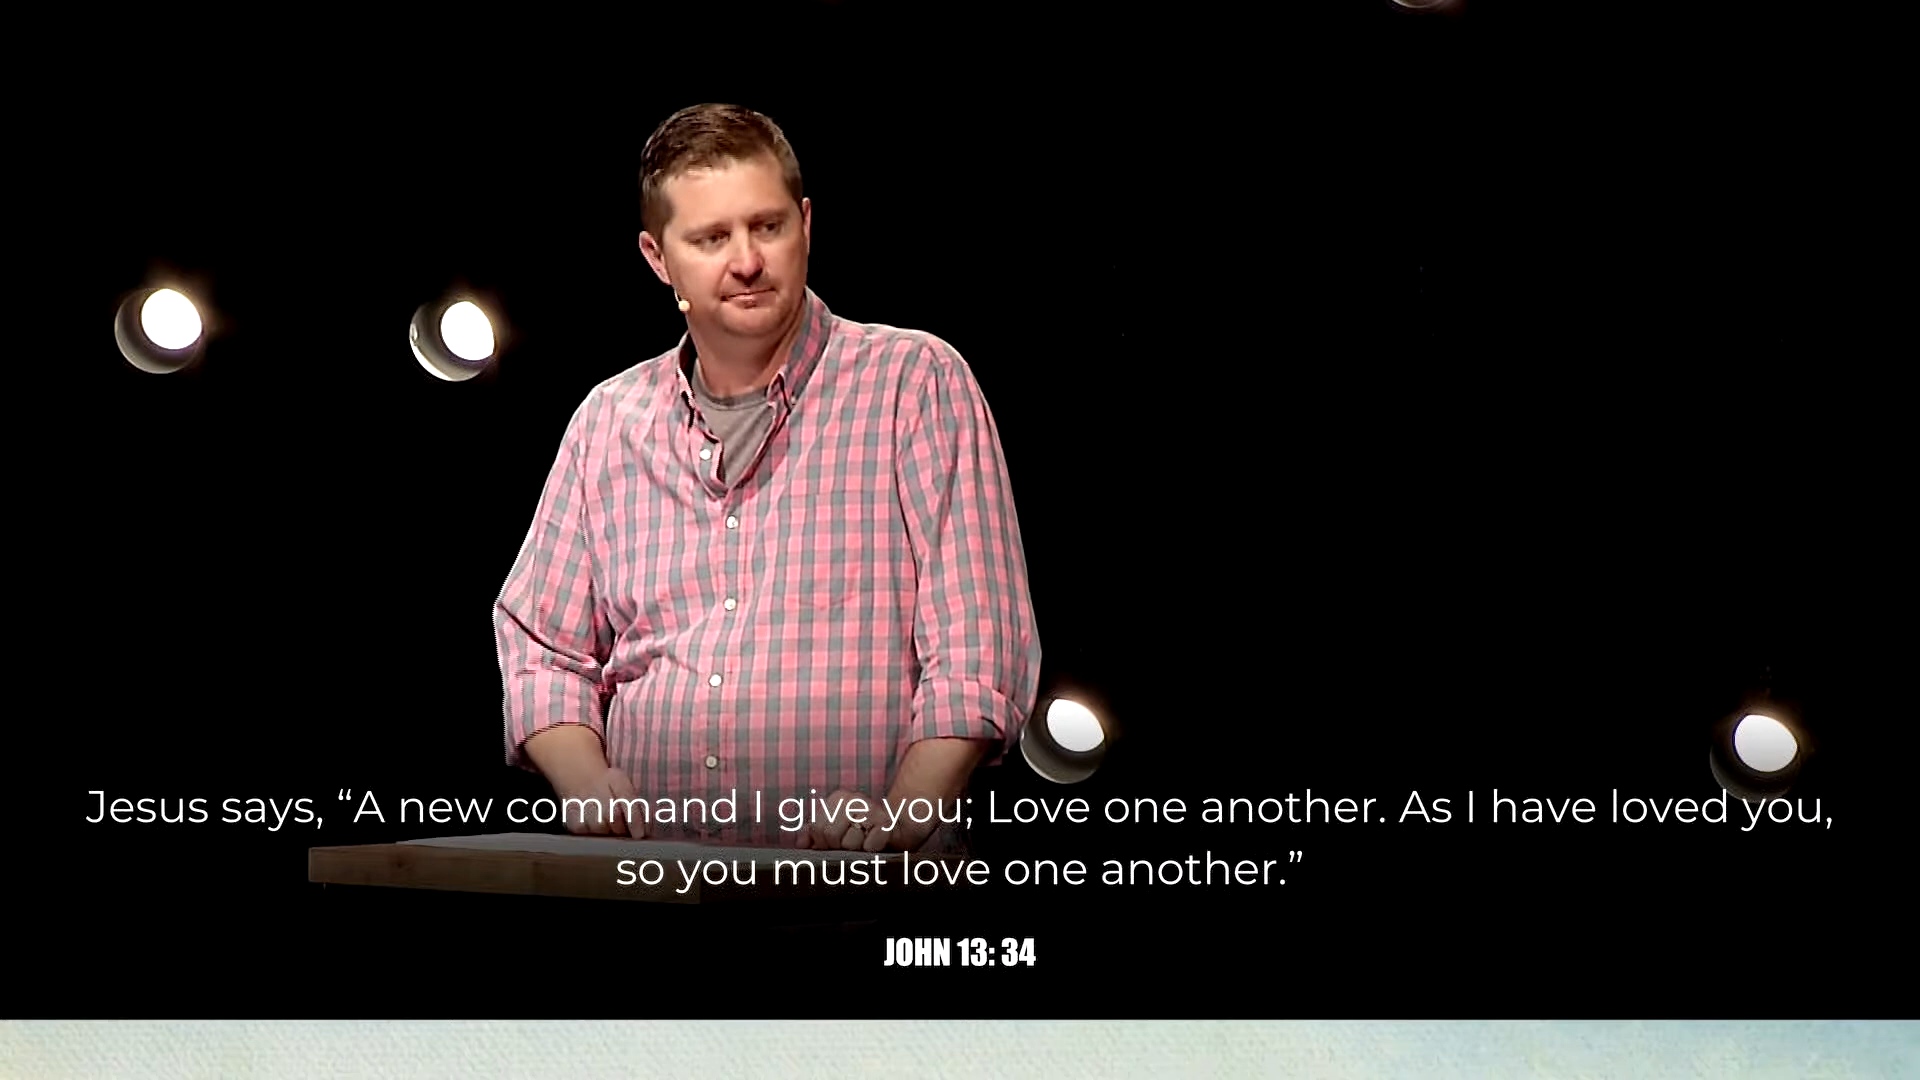 Jesus says, “A new command I give you; Love one another. As I have loved you,
so you must love one another.”
JOHN 13: 34